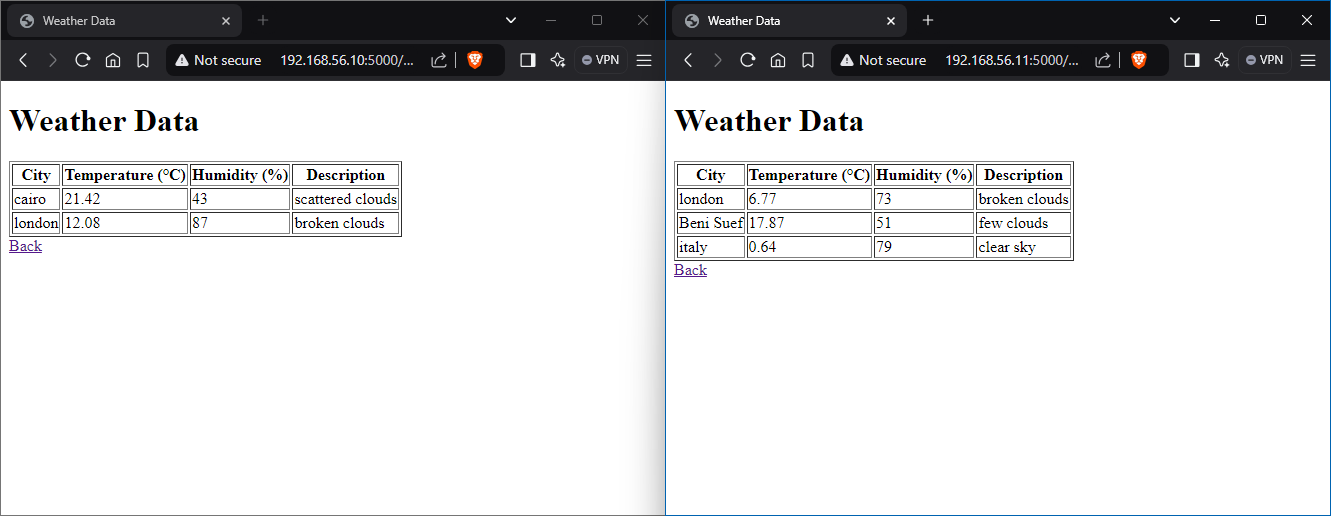 Weather Data
Not secure 192.168.56.10:5000/... VPN
Weather Data
City Temperature (°C) Humidity (%) Description
cairo 21.42 43 scattered clouds
london 12.08 87 broken clouds
Back
Weather Data
Not secure 192.168.56.11:5000/... VPN
Weather Data
City Temperature (°C) Humidity (%) Description
london 6.77 73 broken clouds
Beni Suef 17.87 51 few clouds
italy 0.64 79 clear sky
Back